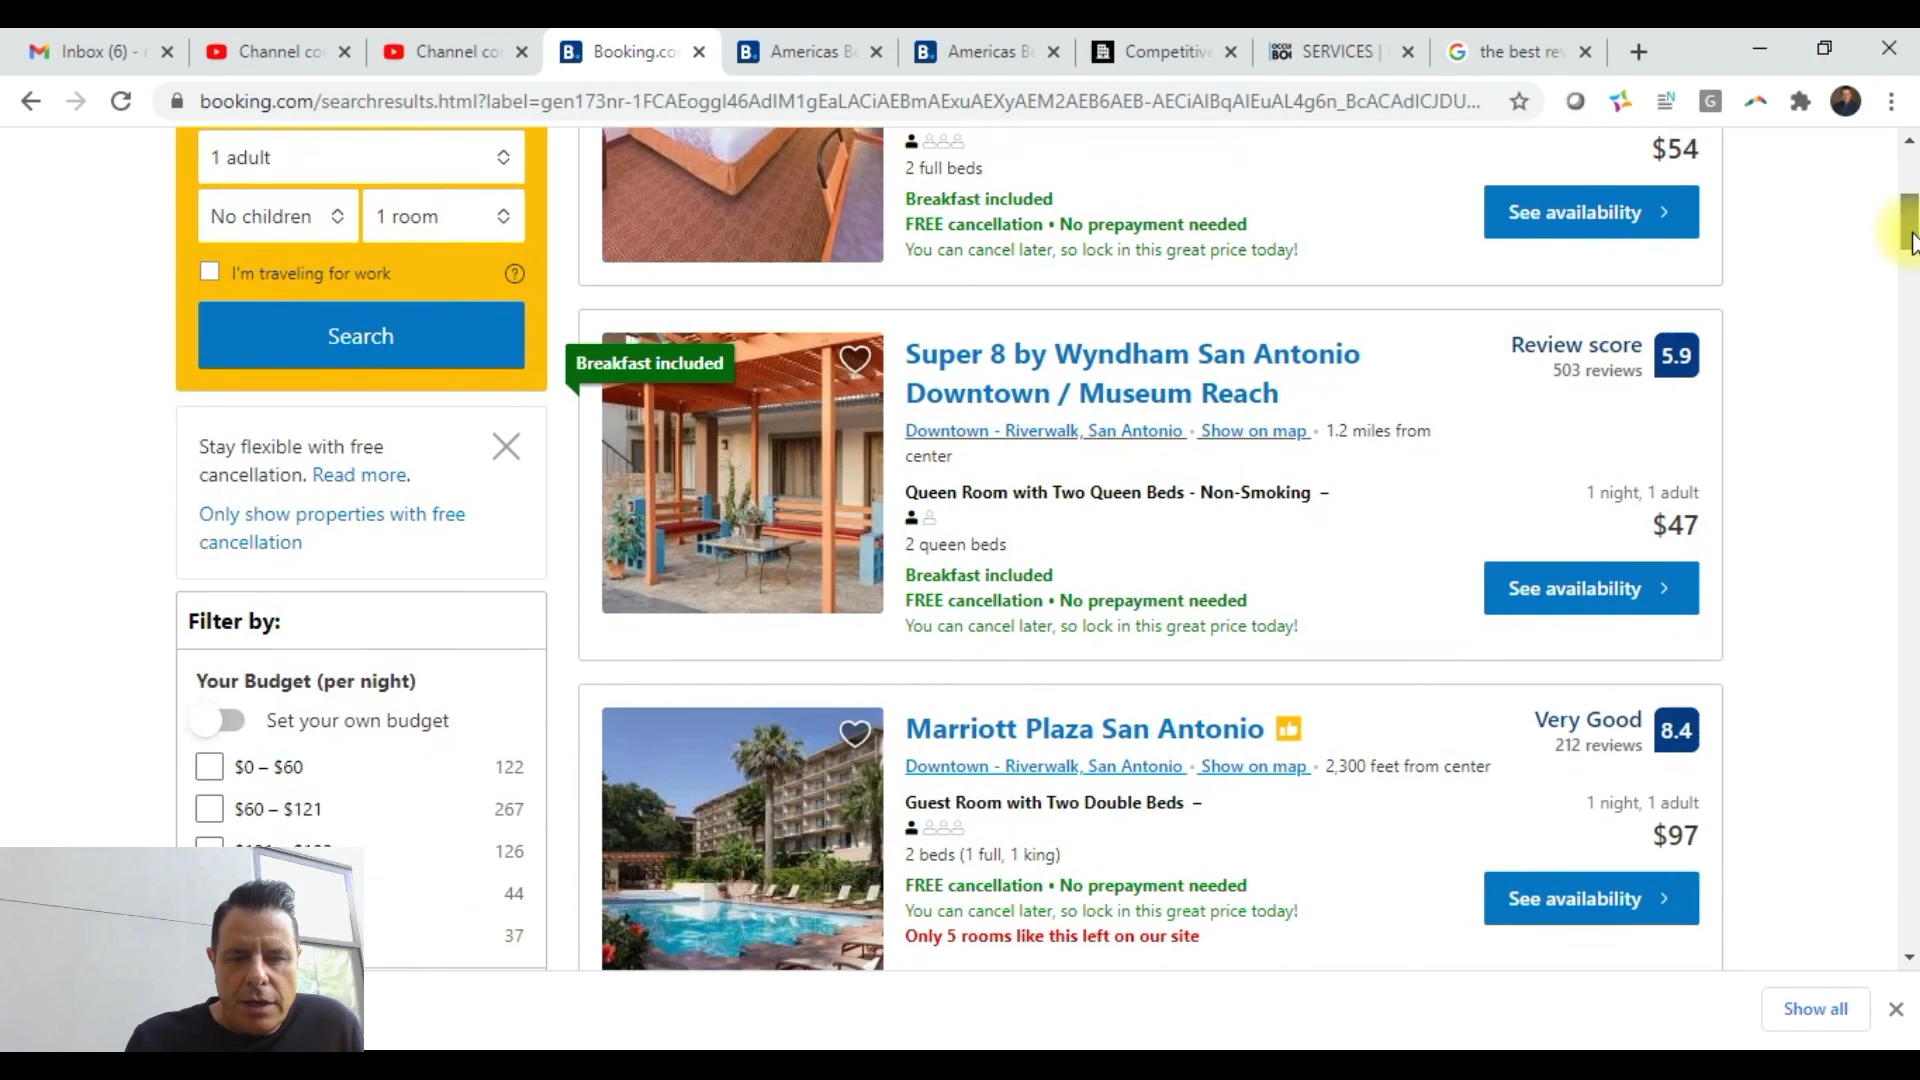 Inbox (6) -
Channel co
Channel co
Booking.co
Americas Be
Americas Be
Competitive
SERVICES |
the best rev
booking.com/searchresults.html?label=gen173nr-1FCAEoggI46AdIM1gEaLACiAEBmAExuAEXyAEM2AEB6AEB-AECiAIBqAIEuAL4g6n_BcACAdICJDU...
1 adult
No children
1 room
I'm traveling for work
Search
Stay flexible with free
cancellation. Read more.
Only show properties with free
cancellation
Filter by:
Your Budget (per night)
Set your own budget
$0 – $60 122
$60 – $121 267
126
44
37
$54
2 full beds
Breakfast included
FREE cancellation • No prepayment needed
You can cancel later, so lock in this great price today!
See availability
Breakfast included
Super 8 by Wyndham San Antonio
Downtown / Museum Reach
Review score 5.9
503 reviews
Downtown - Riverwalk, San Antonio • Show on map • 1.2 miles from
center
Queen Room with Two Queen Beds - Non-Smoking –
1 night, 1 adult
$47
2 queen beds
Breakfast included
FREE cancellation • No prepayment needed
You can cancel later, so lock in this great price today!
See availability
Marriott Plaza San Antonio
Very Good 8.4
212 reviews
Downtown - Riverwalk, San Antonio • Show on map • 2,300 feet from center
Guest Room with Two Double Beds –
1 night, 1 adult
$97
2 beds (1 full, 1 king)
FREE cancellation • No prepayment needed
You can cancel later, so lock in this great price today!
Only 5 rooms like this left on our site
See availability
Show all